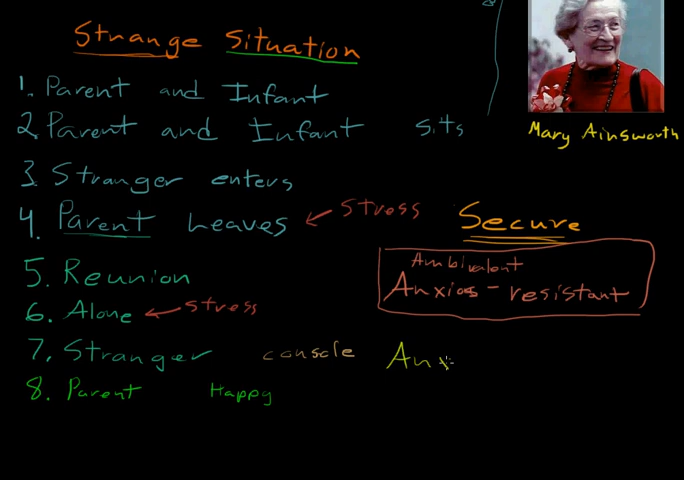 Strange Situation
Mary Ainsworth
1. Parent and Infant
2. Parent and Infant sits
3. Stranger enters
4. Parent Leaves ← Stress
Secure
Ambivalent
Anxios-resistant
5. Reunion
6. Alone ← Stress
7. Stranger console
Anx
8. Parent Happy